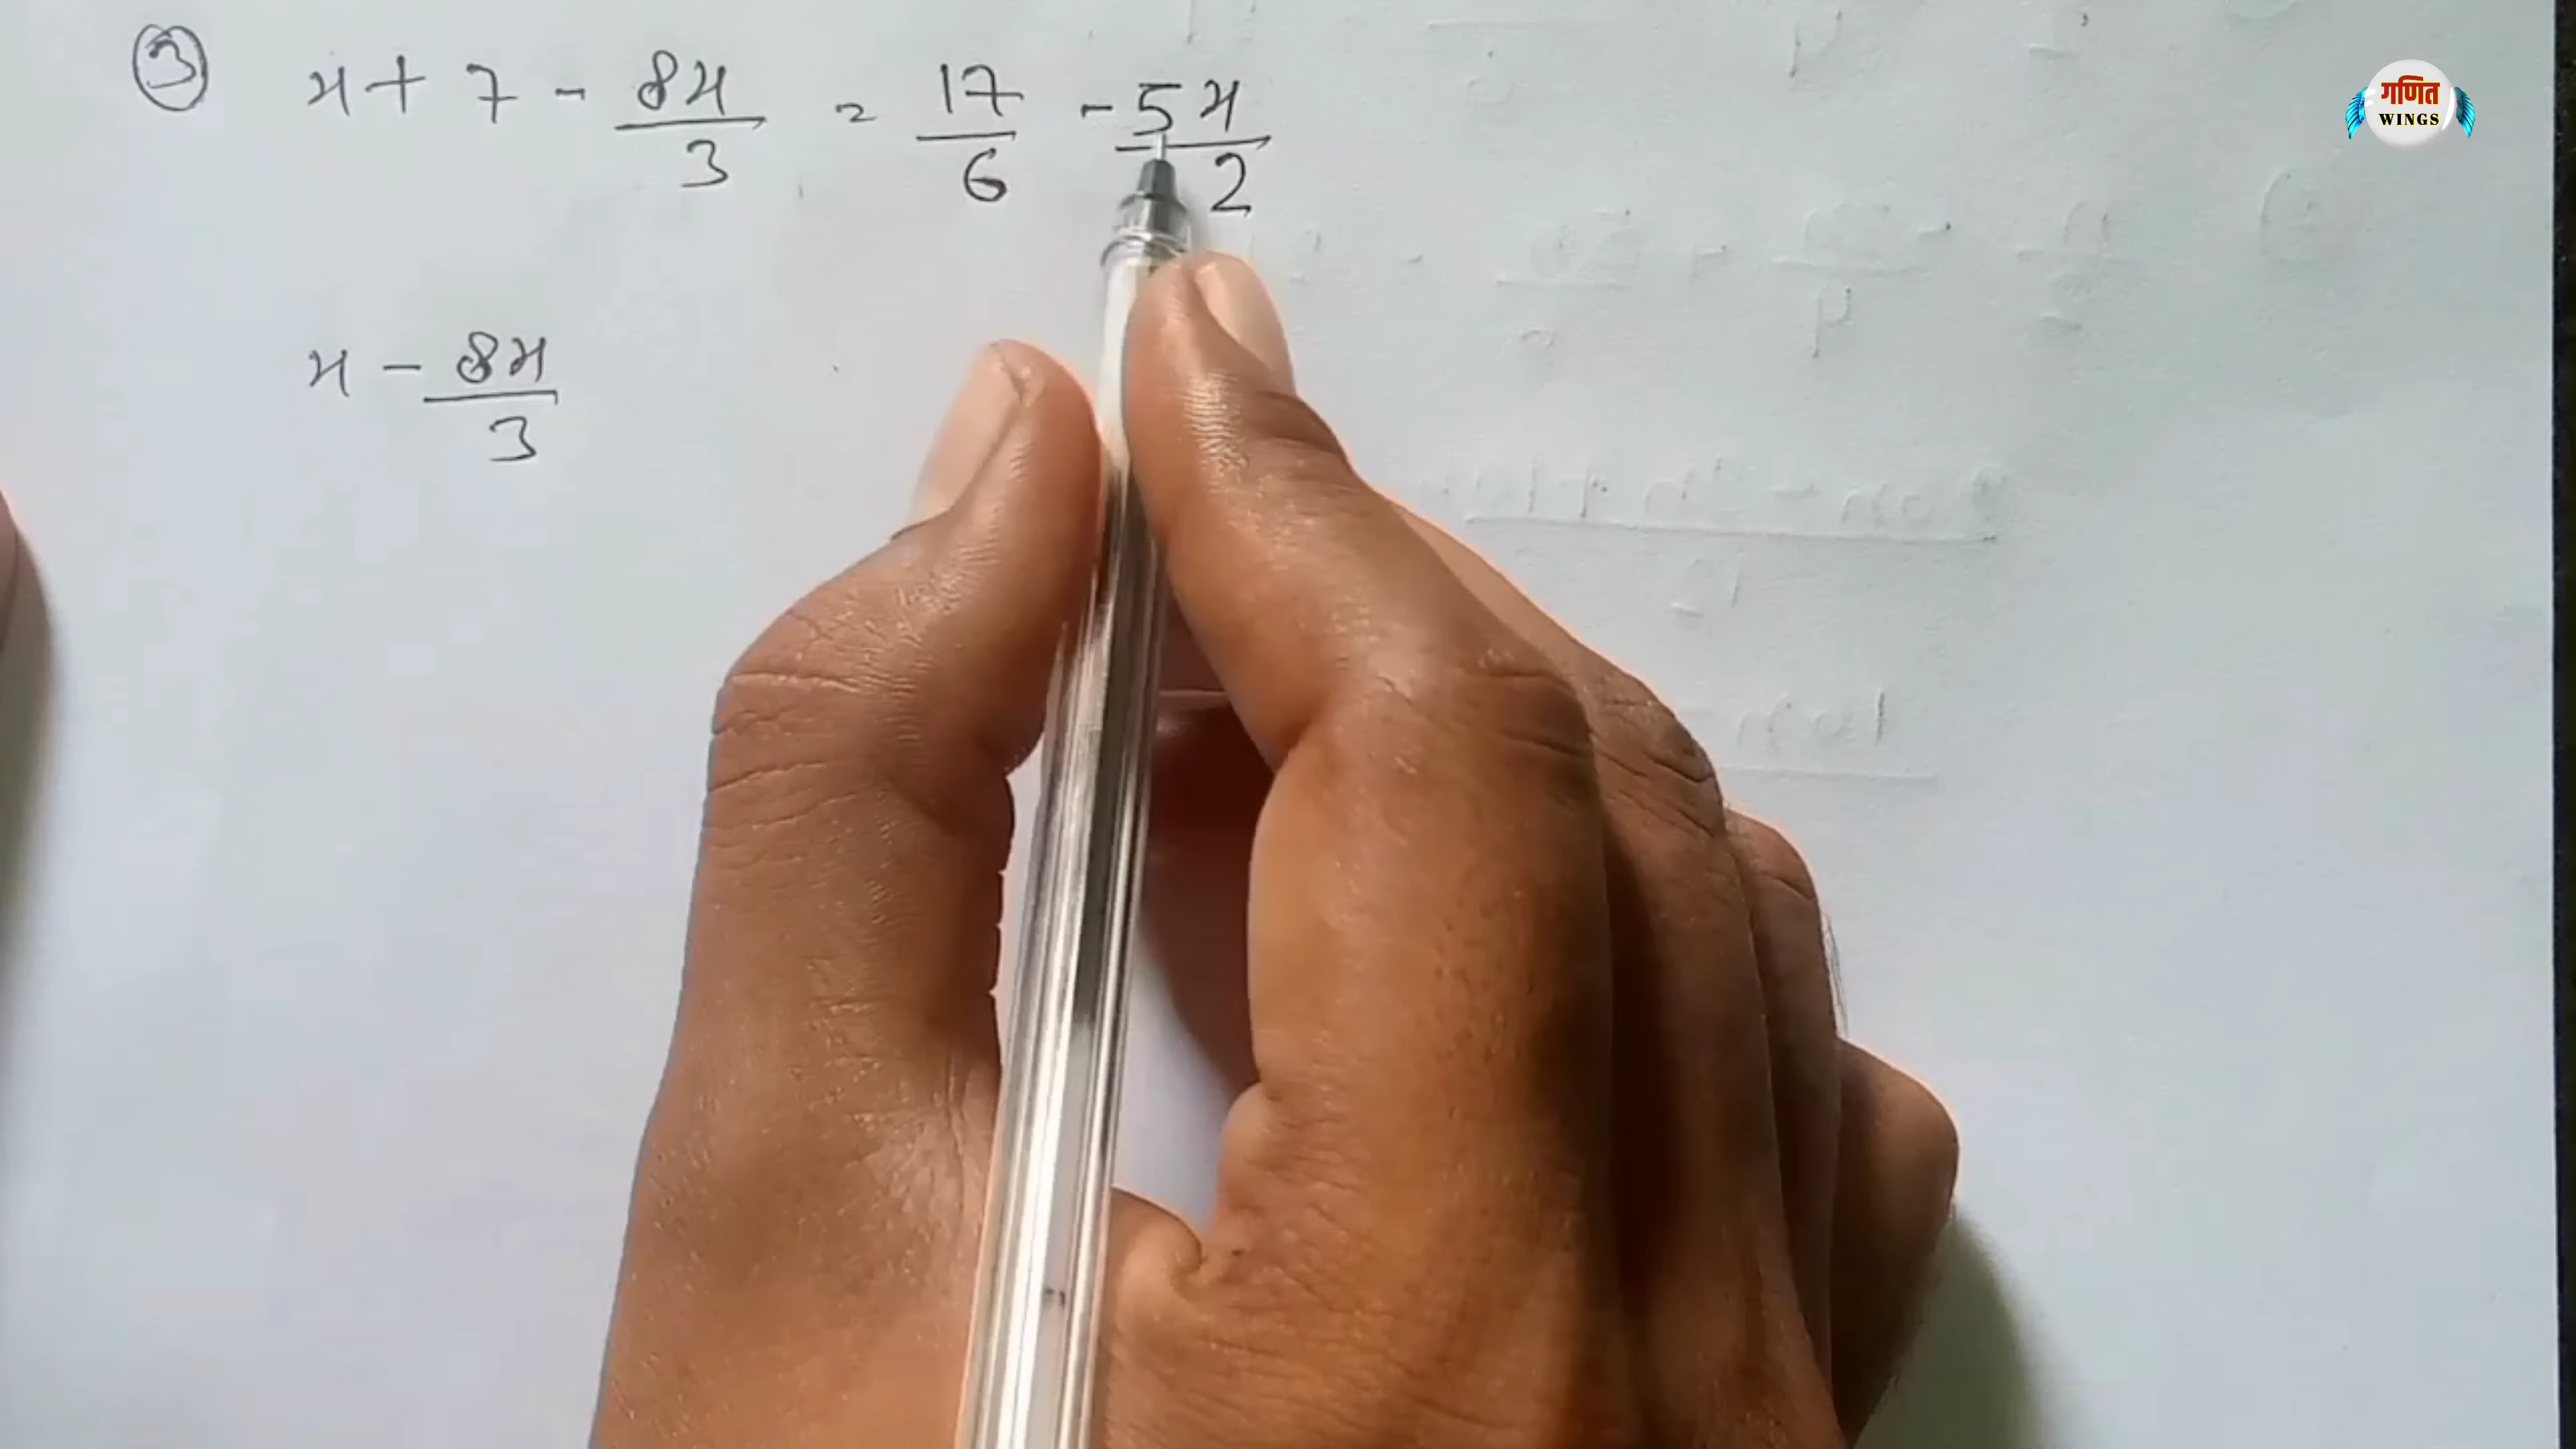 3 x + 7 - 8x/3 = 17/6 - 5x/2
x - 8x/3
गणित
WINGS